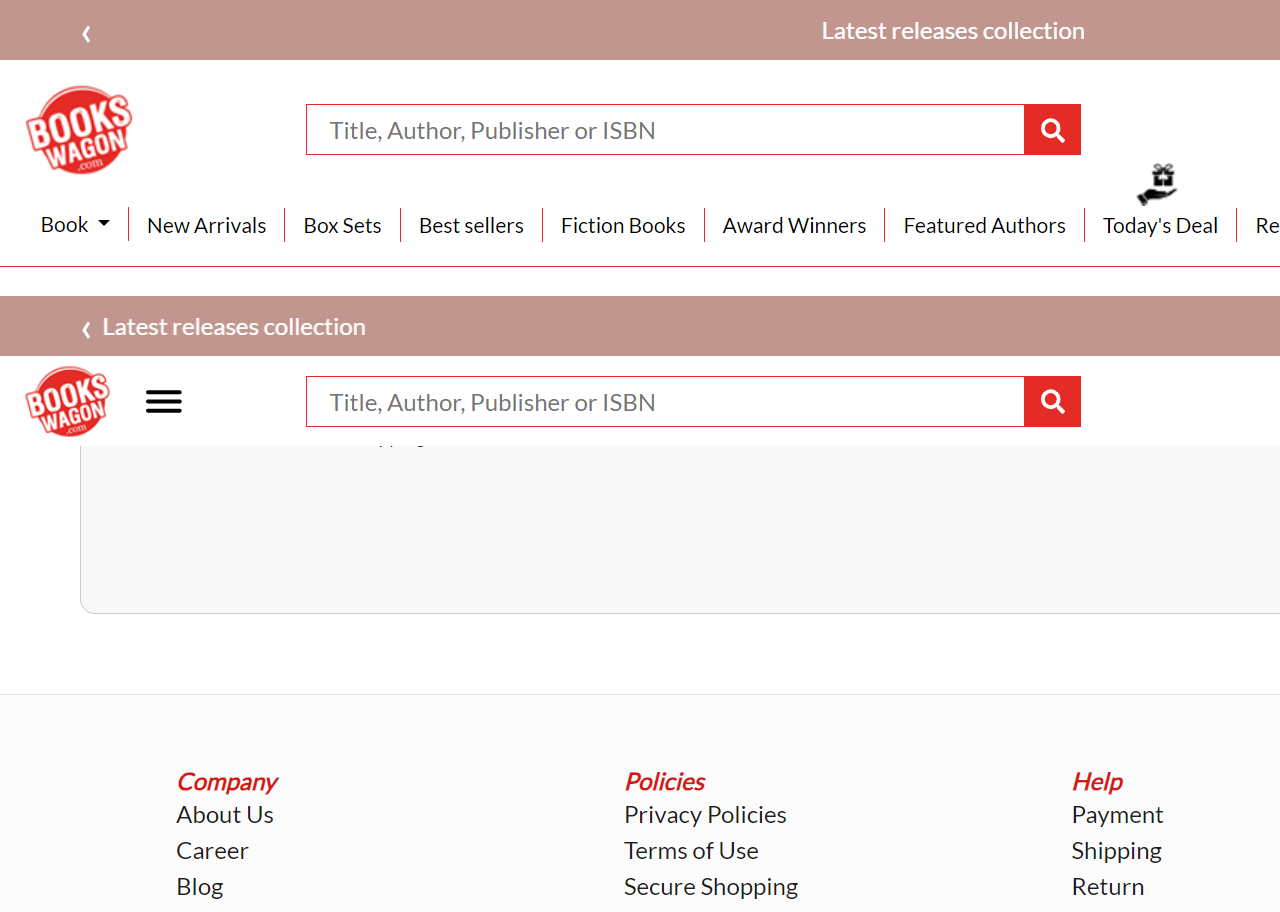 ‹ Latest releases collection
BOOKS
WAGON
.com
Title, Author, Publisher or ISBN
Book New Arrivals Box Sets Best sellers Fiction Books Award Winners Featured Authors Today's Deal Re
‹ Latest releases collection
BOOKS
WAGON
.com
Title, Author, Publisher or ISBN
Company Policies Help
About Us Privacy Policies Payment
Career Terms of Use Shipping
Blog Secure Shopping Return